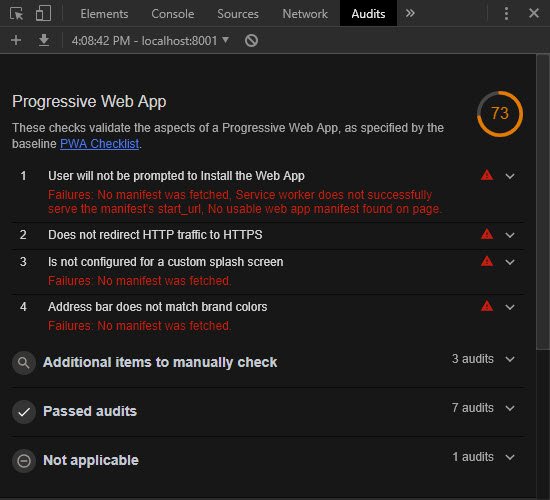 Elements Console Sources Network Audits »
4:08:42 PM - localhost:8001
Progressive Web App
73
These checks validate the aspects of a Progressive Web App, as specified by the
baseline PWA Checklist.
1 User will not be prompted to Install the Web App
Failures: No manifest was fetched, Service worker does not successfully
serve the manifest's start_url, No usable web app manifest found on page.
2 Does not redirect HTTP traffic to HTTPS
3 Is not configured for a custom splash screen
Failures: No manifest was fetched.
4 Address bar does not match brand colors
Failures: No manifest was fetched.
Additional items to manually check 3 audits
Passed audits 7 audits
Not applicable 1 audits